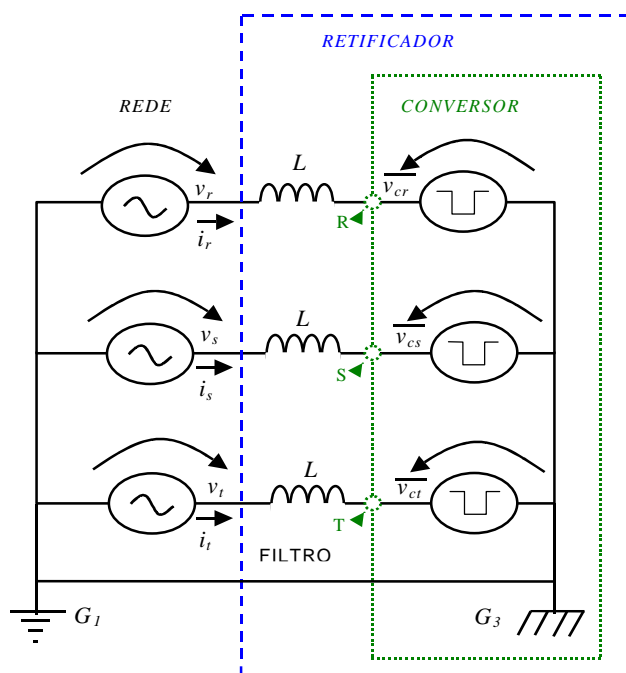 RETIFICADOR
REDE
CONVERSOR
v_r
L
v_cr
R
i_r
v_s
L
v_cs
S
i_s
v_t
L
v_ct
T
i_t
FILTRO
G_1
G_3